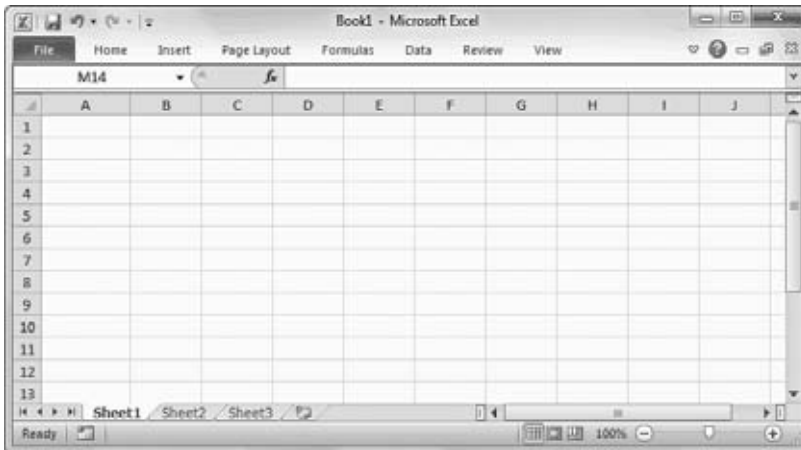 Book1 - Microsoft Excel
File Home Insert Page Layout Formulas Data Review View
M14 fx
A B C D E F G H I J
1
2
3
4
5
6
7
8
9
10
11
12
13
Sheet1 Sheet2 Sheet3
Ready 100%